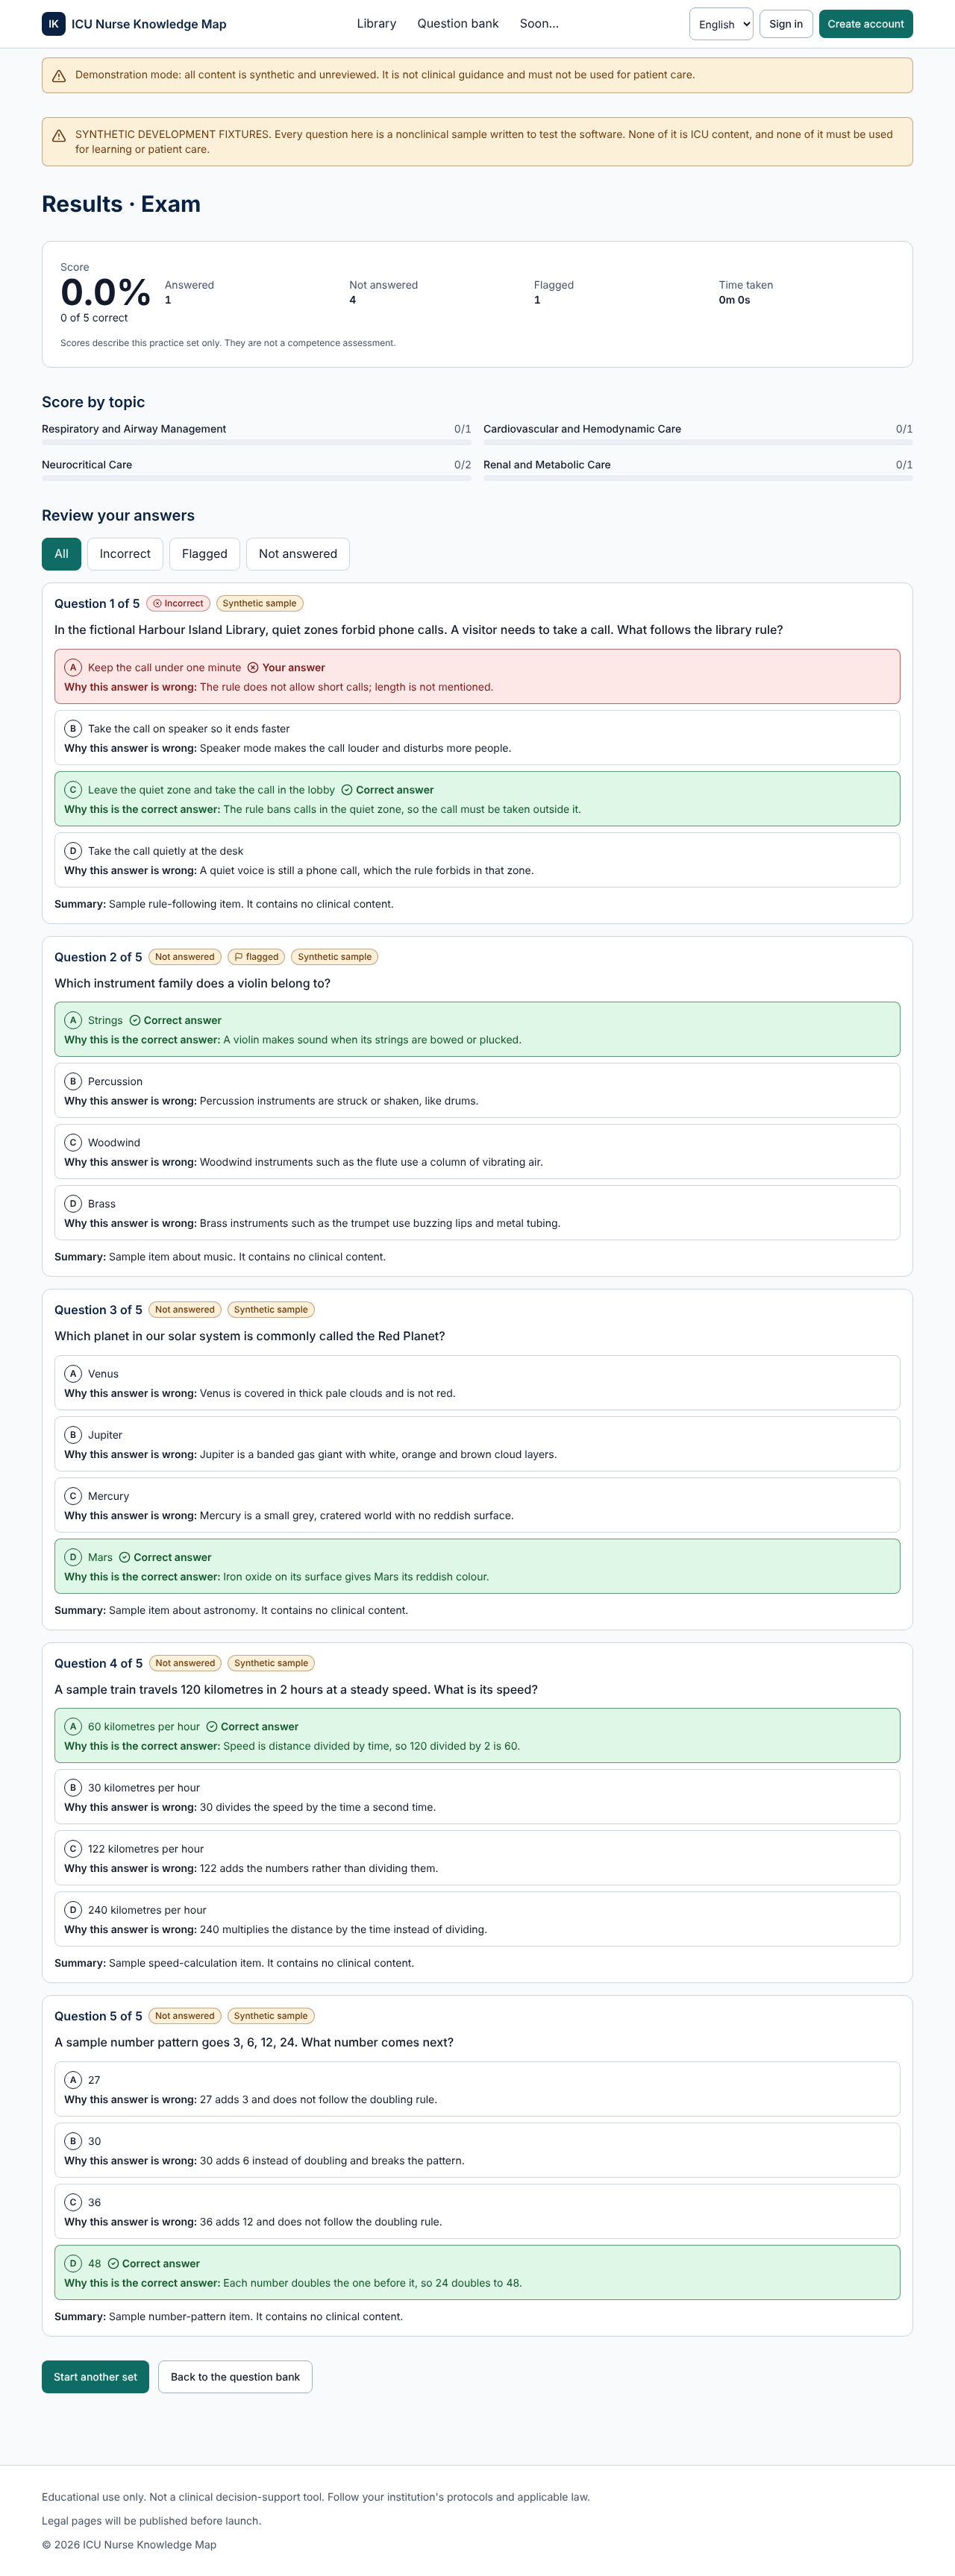 IK ICU Nurse Knowledge Map
Library Question bank Soon...
English Sign in Create account
Demonstration mode: all content is synthetic and unreviewed. It is not clinical guidance and must not be used for patient care.
SYNTHETIC DEVELOPMENT FIXTURES. Every question here is a nonclinical sample written to test the software. None of it is ICU content, and none of it must be used
for learning or patient care.
Results · Exam
Score
0.0%
0 of 5 correct
Answered
1
Not answered
4
Flagged
1
Time taken
0m 0s
Scores describe this practice set only. They are not a competence assessment.
Score by topic
Respiratory and Airway Management 0/1
Cardiovascular and Hemodynamic Care 0/1
Neurocritical Care 0/2
Renal and Metabolic Care 0/1
Review your answers
All Incorrect Flagged Not answered
Question 1 of 5 Incorrect Synthetic sample
In the fictional Harbour Island Library, quiet zones forbid phone calls. A visitor needs to take a call. What follows the library rule?
A Keep the call under one minute Your answer
Why this answer is wrong: The rule does not allow short calls; length is not mentioned.
B Take the call on speaker so it ends faster
Why this answer is wrong: Speaker mode makes the call louder and disturbs more people.
C Leave the quiet zone and take the call in the lobby Correct answer
Why this is the correct answer: The rule bans calls in the quiet zone, so the call must be taken outside it.
D Take the call quietly at the desk
Why this answer is wrong: A quiet voice is still a phone call, which the rule forbids in that zone.
Summary: Sample rule-following item. It contains no clinical content.
Question 2 of 5 Not answered flagged Synthetic sample
Which instrument family does a violin belong to?
A Strings Correct answer
Why this is the correct answer: A violin makes sound when its strings are bowed or plucked.
B Percussion
Why this answer is wrong: Percussion instruments are struck or shaken, like drums.
C Woodwind
Why this answer is wrong: Woodwind instruments such as the flute use a column of vibrating air.
D Brass
Why this answer is wrong: Brass instruments such as the trumpet use buzzing lips and metal tubing.
Summary: Sample item about music. It contains no clinical content.
Question 3 of 5 Not answered Synthetic sample
Which planet in our solar system is commonly called the Red Planet?
A Venus
Why this answer is wrong: Venus is covered in thick pale clouds and is not red.
B Jupiter
Why this answer is wrong: Jupiter is a banded gas giant with white, orange and brown cloud layers.
C Mercury
Why this answer is wrong: Mercury is a small grey, cratered world with no reddish surface.
D Mars Correct answer
Why this is the correct answer: Iron oxide on its surface gives Mars its reddish colour.
Summary: Sample item about astronomy. It contains no clinical content.
Question 4 of 5 Not answered Synthetic sample
A sample train travels 120 kilometres in 2 hours at a steady speed. What is its speed?
A 60 kilometres per hour Correct answer
Why this is the correct answer: Speed is distance divided by time, so 120 divided by 2 is 60.
B 30 kilometres per hour
Why this answer is wrong: 30 divides the speed by the time a second time.
C 122 kilometres per hour
Why this answer is wrong: 122 adds the numbers rather than dividing them.
D 240 kilometres per hour
Why this answer is wrong: 240 multiplies the distance by the time instead of dividing.
Summary: Sample speed-calculation item. It contains no clinical content.
Question 5 of 5 Not answered Synthetic sample
A sample number pattern goes 3, 6, 12, 24. What number comes next?
A 27
Why this answer is wrong: 27 adds 3 and does not follow the doubling rule.
B 30
Why this answer is wrong: 30 adds 6 instead of doubling and breaks the pattern.
C 36
Why this answer is wrong: 36 adds 12 and does not follow the doubling rule.
D 48 Correct answer
Why this is the correct answer: Each number doubles the one before it, so 24 doubles to 48.
Summary: Sample number-pattern item. It contains no clinical content.
Start another set Back to the question bank
Educational use only. Not a clinical decision-support tool. Follow your institution's protocols and applicable law.
Legal pages will be published before launch.
© 2026 ICU Nurse Knowledge Map